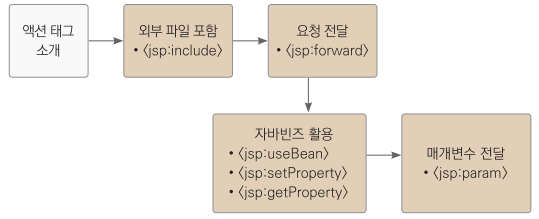 액션 태그
소개
외부 파일 포함
• 〈jsp:include〉
요청 전달
• 〈jsp:forward〉
자바빈즈 활용
• 〈jsp:useBean〉
• 〈jsp:setProperty〉
• 〈jsp:getProperty〉
매개변수 전달
• 〈jsp:param〉